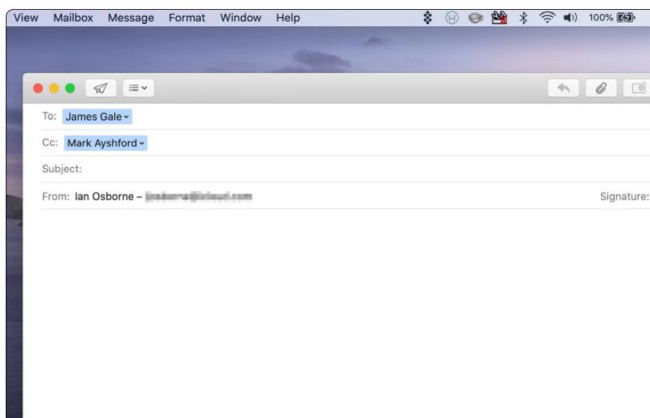 View Mailbox Message Format Window Help 100%
To: James Gale
Cc: Mark Ayshford
Subject:
From: Ian Osborne – Signature: